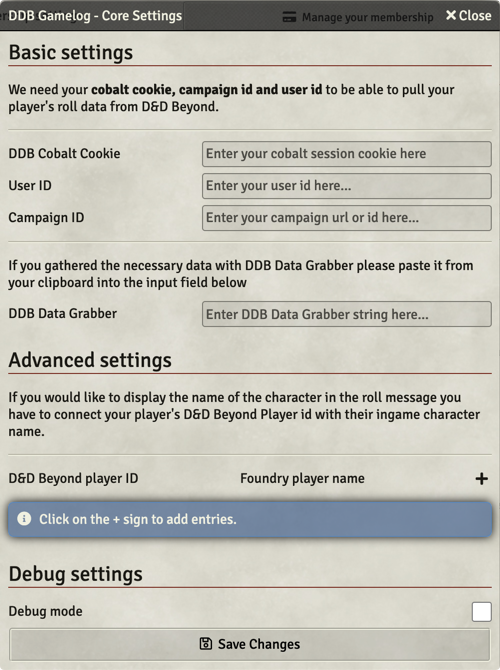 DDB Gamelog - Core Settings
Manage your membership
Close
Basic settings
We need your cobalt cookie, campaign id and user id to be able to pull your
player's roll data from D&D Beyond.
DDB Cobalt Cookie
Enter your cobalt session cookie here
User ID
Enter your user id here...
Campaign ID
Enter your campaign url or id here...
If you gathered the necessary data with DDB Data Grabber please paste it from
your clipboard into the input field below
DDB Data Grabber
Enter DDB Data Grabber string here...
Advanced settings
If you would like to display the name of the character in the roll message you
have to connect your player's D&D Beyond Player id with their ingame character
name.
D&D Beyond player ID
Foundry player name
Click on the + sign to add entries.
Debug settings
Debug mode
Save Changes